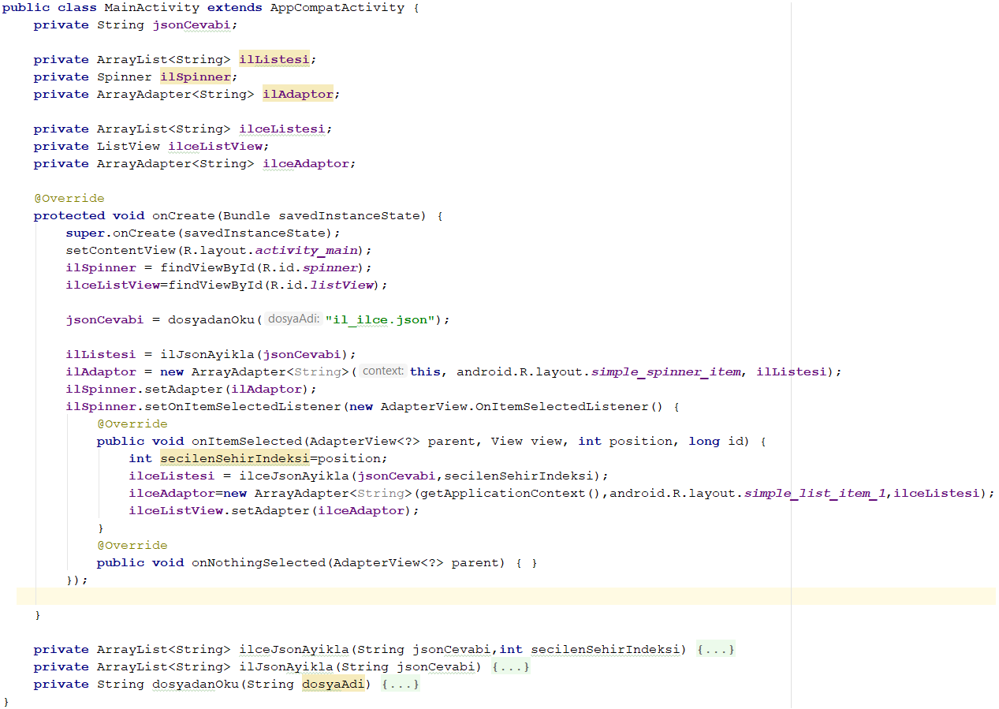 public class MainActivity extends AppCompatActivity {
    private String jsonCevabi;

    private ArrayList<String> ilListesi;
    private Spinner ilSpinner;
    private ArrayAdapter<String> ilAdaptor;

    private ArrayList<String> ilceListesi;
    private ListView ilceListView;
    private ArrayAdapter<String> ilceAdaptor;

    @Override
    protected void onCreate(Bundle savedInstanceState) {
        super.onCreate(savedInstanceState);
        setContentView(R.layout.activity_main);
        ilSpinner = findViewById(R.id.spinner);
        ilceListView=findViewById(R.id.listView);

        jsonCevabi = dosyadanOku( dosyaAdi: "il_ilce.json");

        ilListesi = ilJsonAyikla(jsonCevabi);
        ilAdaptor = new ArrayAdapter<String>( context: this, android.R.layout.simple_spinner_item, ilListesi);
        ilSpinner.setAdapter(ilAdaptor);
        ilSpinner.setOnItemSelectedListener(new AdapterView.OnItemSelectedListener() {
            @Override
            public void onItemSelected(AdapterView<?> parent, View view, int position, long id) {
                int secilenSehirIndeksi=position;
                ilceListesi = ilceJsonAyikla(jsonCevabi,secilenSehirIndeksi);
                ilceAdaptor=new ArrayAdapter<String>(getApplicationContext(),android.R.layout.simple_list_item_1,ilceListesi);
                ilceListView.setAdapter(ilceAdaptor);
            }
            @Override
            public void onNothingSelected(AdapterView<?> parent) { }
        });

    }

    private ArrayList<String> ilceJsonAyikla(String jsonCevabi,int secilenSehirIndeksi) {...}
    private ArrayList<String> ilJsonAyikla(String jsonCevabi) {...}
    private String dosyadanOku(String dosyaAdi) {...}
}